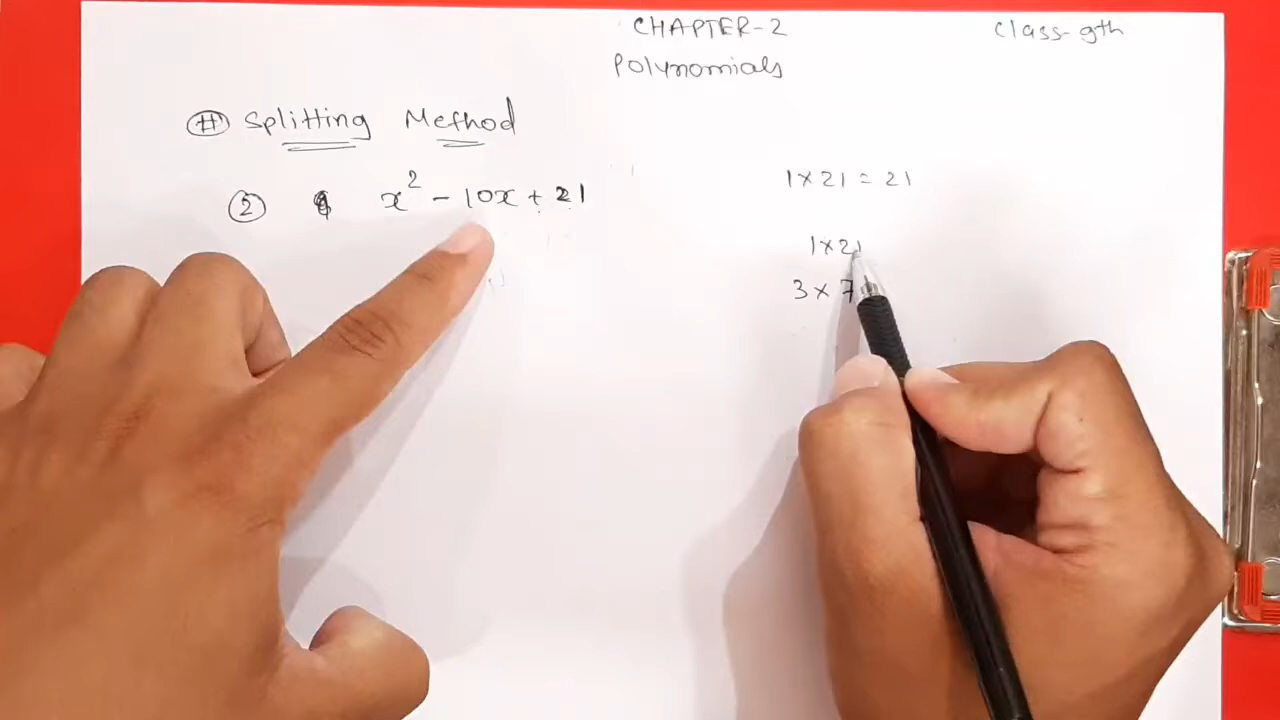 CHAPTER-2
Class-9th
Polynomials
# Splitting Method
② x² - 10x + 21
1 × 21 = 21
1 × 21
3 × 7